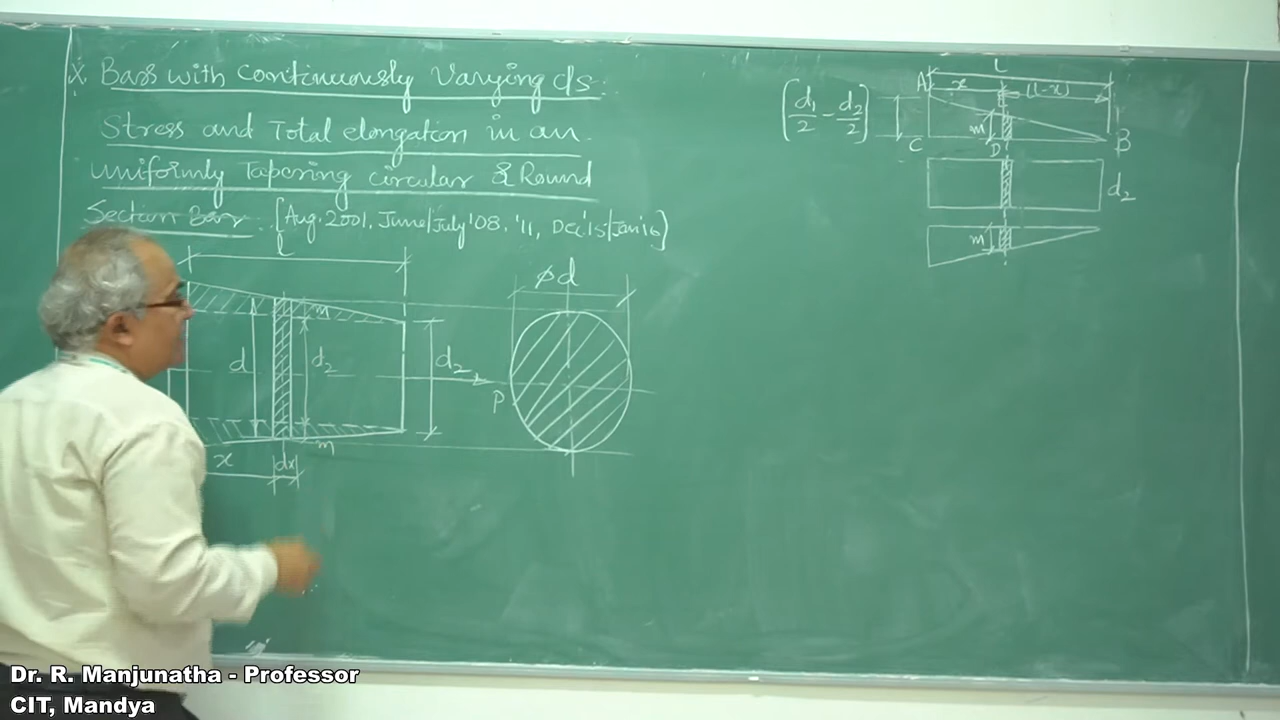 X. Bars with continuously Varying c/s.
Stress and Total elongation in an
uniformly Tapering circular & Round
Section Bar. [Aug. 2001, June/July '08, '11, Dec'15/Jan'16]
L
m
d
d2
d2
P
x
dx
m
ød
[d1/2 - d2/2]
L
A
x
(L-x)
m
C
D
B
d2
m
Dr. R. Manjunatha - Professor
CIT, Mandya